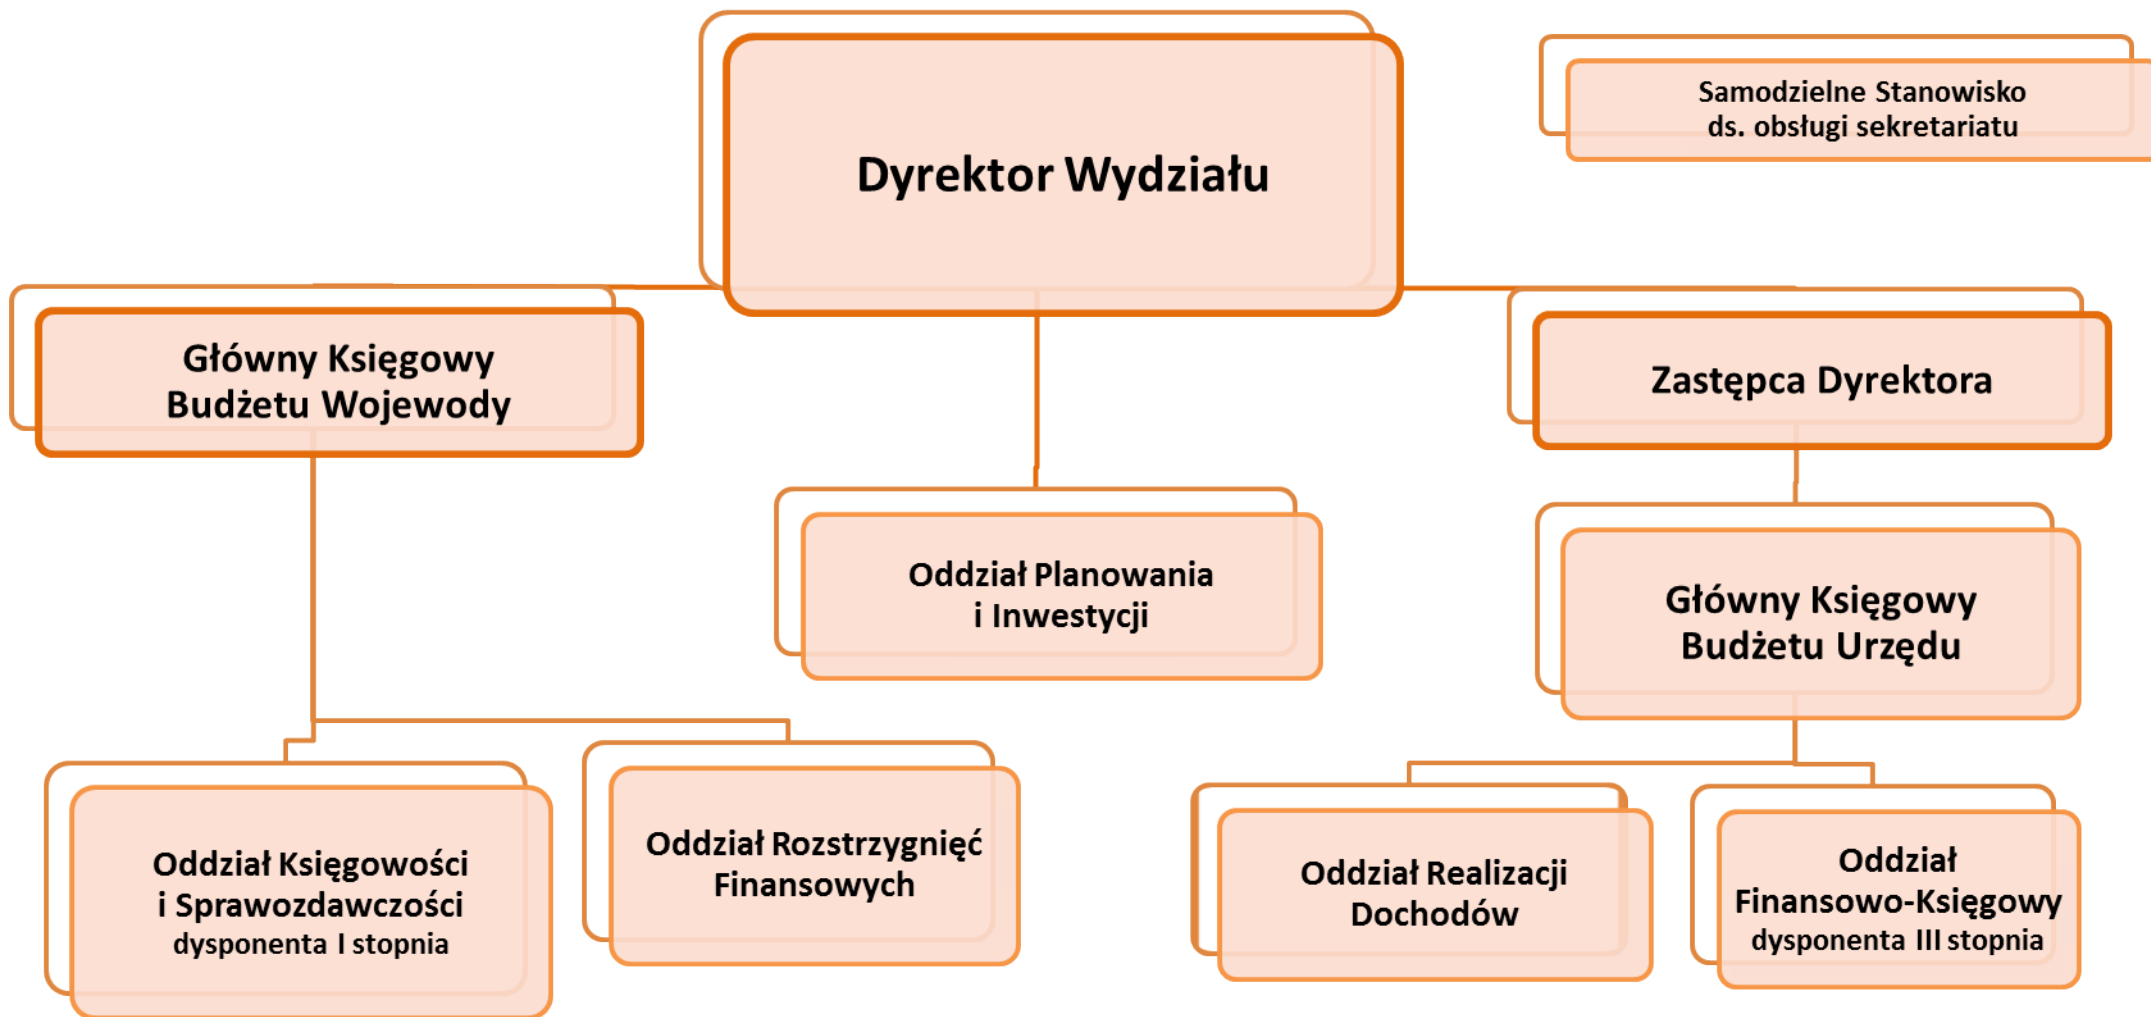 Dyrektor Wydziału
Samodzielne Stanowisko
ds. obsługi sekretariatu
Główny Księgowy
Budżetu Wojewody
Zastępca Dyrektora
Oddział Planowania
i Inwestycji
Główny Księgowy
Budżetu Urzędu
Oddział Księgowości
i Sprawozdawczości
dysponenta I stopnia
Oddział Rozstrzygnięć
Finansowych
Oddział Realizacji
Dochodów
Oddział
Finansowo-Księgowy
dysponenta III stopnia